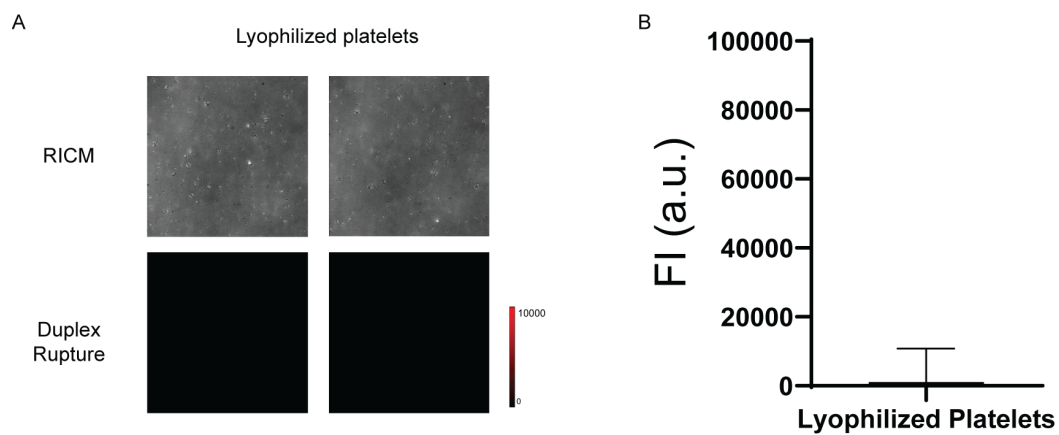 A
Lyophilized platelets
RICM
Duplex
Rupture
10000
0
B
100000
80000
60000
40000
20000
0
FI (a.u.)
Lyophilized Platelets